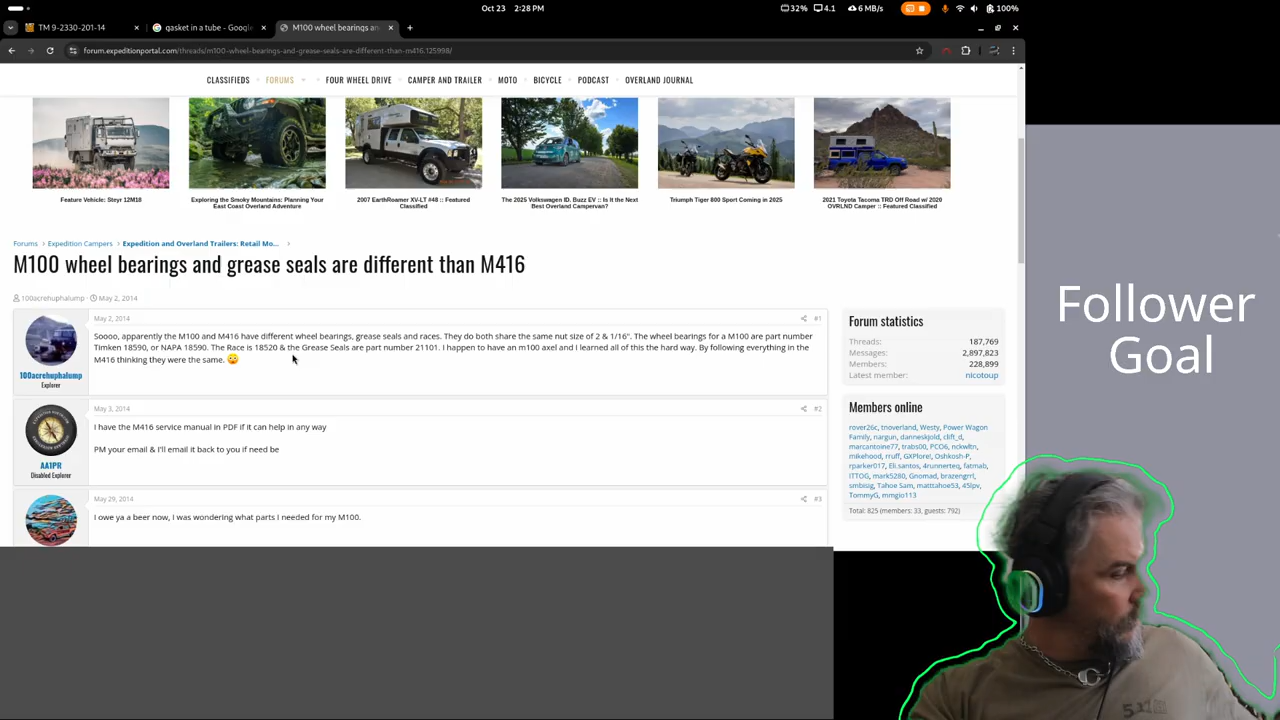 Oct 23 2:28 PM
32% 4.1 6 MB/s 100%
TM 9-2330-201-14
gasket in a tube - Google
M100 wheel bearings an
forum.expeditionportal.com/threads/m100-wheel-bearings-and-grease-seals-are-different-than-m416.125998/
CLASSIFIEDS FORUMS FOUR WHEEL DRIVE CAMPER AND TRAILER MOTO BICYCLE PODCAST OVERLAND JOURNAL
Feature Vehicle: Steyr 12M18
Exploring the Smoky Mountains: Planning Your
East Coast Overland Adventure
2007 EarthRoamer XV-LT #48 :: Featured
Classified
The 2025 Volkswagen ID. Buzz EV :: Is it the Next
Best Overland Campervan?
Triumph Tiger 800 Sport Coming in 2025
2021 Toyota Tacoma TRD Off Road w/ 2020
OVRLND Camper :: Featured Classified
Forums Expedition Campers Expedition and Overland Trailers: Retail Mo...
M100 wheel bearings and grease seals are different than M416
100acrehuphalump · May 2, 2014
May 2, 2014 #1
Soooo, apparently the M100 and M416 have different wheel bearings, grease seals and races. They do both share the same nut size of 2 & 1/16". The wheel bearings for a M100 are part number
Timken 18590, or NAPA 18590. The Race is 18520 & the Grease Seals are part number 21101. I happen to have an m100 axel and I learned all of this the hard way. By following everything in the
M416 thinking they were the same.
100acrehuphalump
Explorer
May 3, 2014 #2
I have the M416 service manual in PDF if it can help in any way
PM your email & I'll email it back to you if need be
AA1PR
Disabled Explorer
May 29, 2014 #3
I owe ya a beer now, I was wondering what parts I needed for my M100.
Forum statistics
Threads: 187,769
Messages: 2,897,823
Members: 228,899
Latest member: nicotoup
Members online
rover26c, tnoverland, Westy, Power Wagon
Family, nargun, danneskjold, clift_d,
marcantoine77, trabs00, PCO6, nckwltn,
mikehood, rruff, GXPlore!, Oshkosh-P,
rparker017, Eli.santos, 4runnerteq, fatmab,
ITTOG, mark5280, Gnomad, brazengrrl,
smbisig, Tahoe Sam, matttahoe53, 45lpv,
TommyG, mmgio113
Total: 825 (members: 33, guests: 792)
Follower
Goal